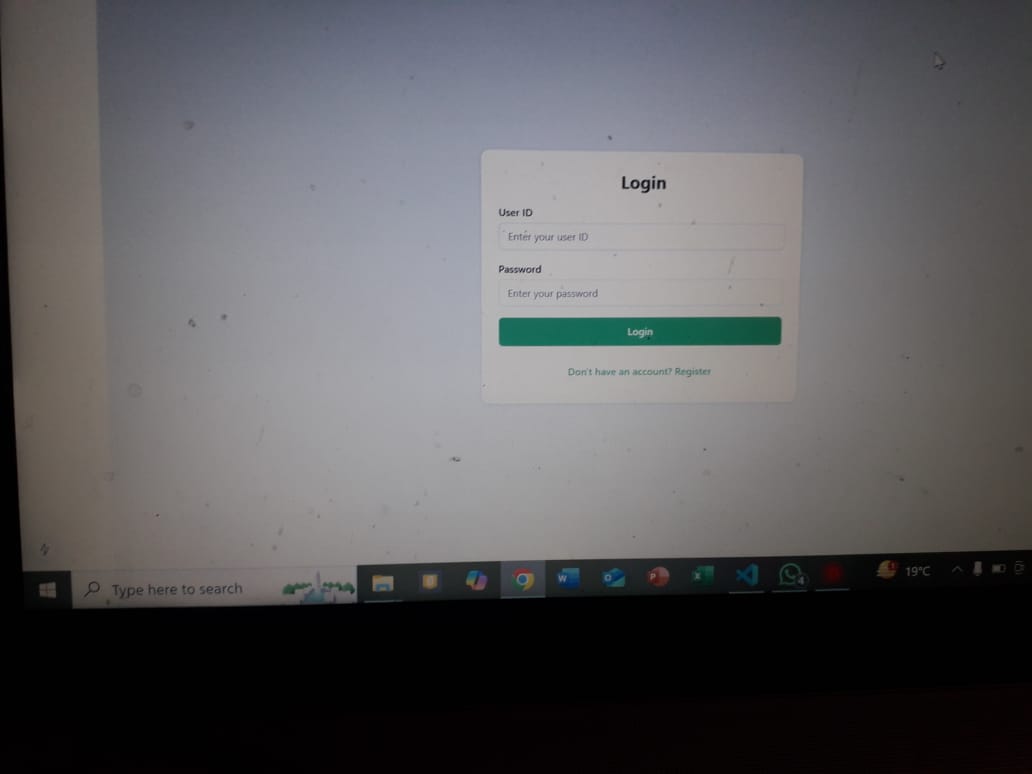 Login
User ID
Enter your user ID
Password
Enter your password
Login
Don't have an account? Register
Type here to search
4
19°C